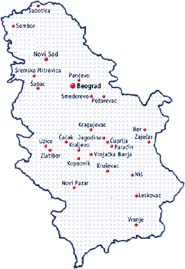 Subotica
Sombor
Novi Sad
Sremska Mitrovica
Pančevo
Beograd
Šabac
Smederevo
Požarevac
Kragujevac
Bor
Čačak
Jagodina
Ćuprija
Zaječar
Užice
Kraljevo
Paraćin
Zlatibor
Vrnjačka Banja
Kopaonik
Kruševac
Niš
Novi Pazar
Leskovac
Vranje